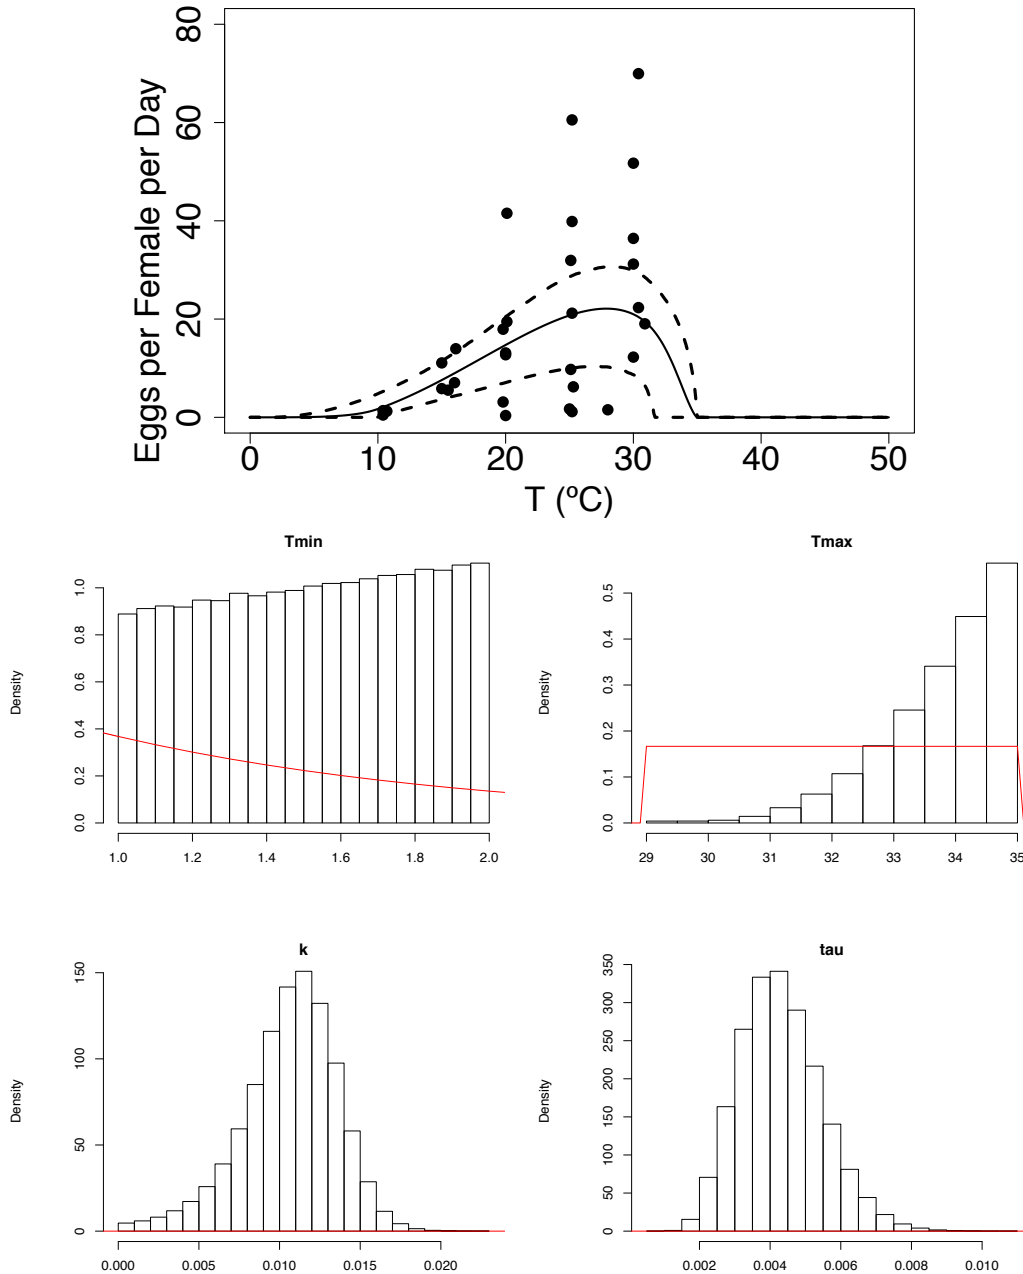 Eggs per Female per Day
80
60
40
20
0
0 10 20 30 40 50
T (ºC)
Tmin
Density
1.0
0.8
0.6
0.4
0.2
0.0
1.0 1.2 1.4 1.6 1.8 2.0
Tmax
Density
0.5
0.4
0.3
0.2
0.1
0.0
29 30 31 32 33 34 35
k
Density
150
100
50
0
0.000 0.005 0.010 0.015 0.020
tau
Density
350
300
250
200
150
100
50
0
0.002 0.004 0.006 0.008 0.010